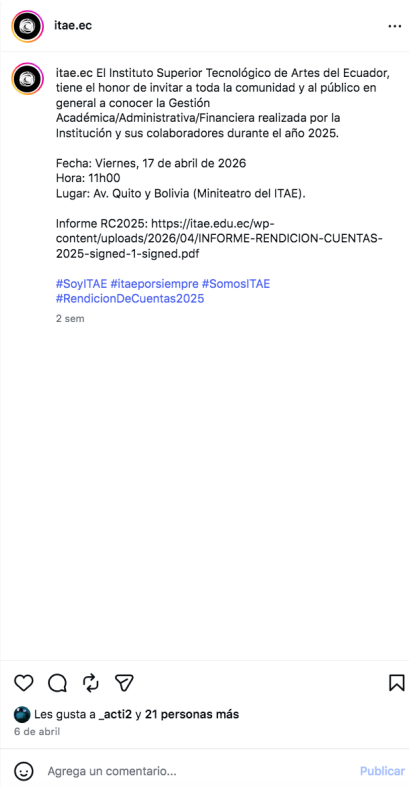 itae.ec
itae.ec El Instituto Superior Tecnológico de Artes del Ecuador,
tiene el honor de invitar a toda la comunidad y al público en
general a conocer la Gestión
Académica/Administrativa/Financiera realizada por la
Institución y sus colaboradores durante el año 2025.
Fecha: Viernes, 17 de abril de 2026
Hora: 11h00
Lugar: Av. Quito y Bolivia (Miniteatro del ITAE).
Informe RC2025: https://itae.edu.ec/wp-
content/uploads/2026/04/INFORME-RENDICION-CUENTAS-
2025-signed-1-signed.pdf
#SoyITAE #itaeporsiempre #SomosITAE
#RendicionDeCuentas2025
2 sem
Les gusta a _acti2 y 21 personas más
6 de abril
Agrega un comentario... Publicar